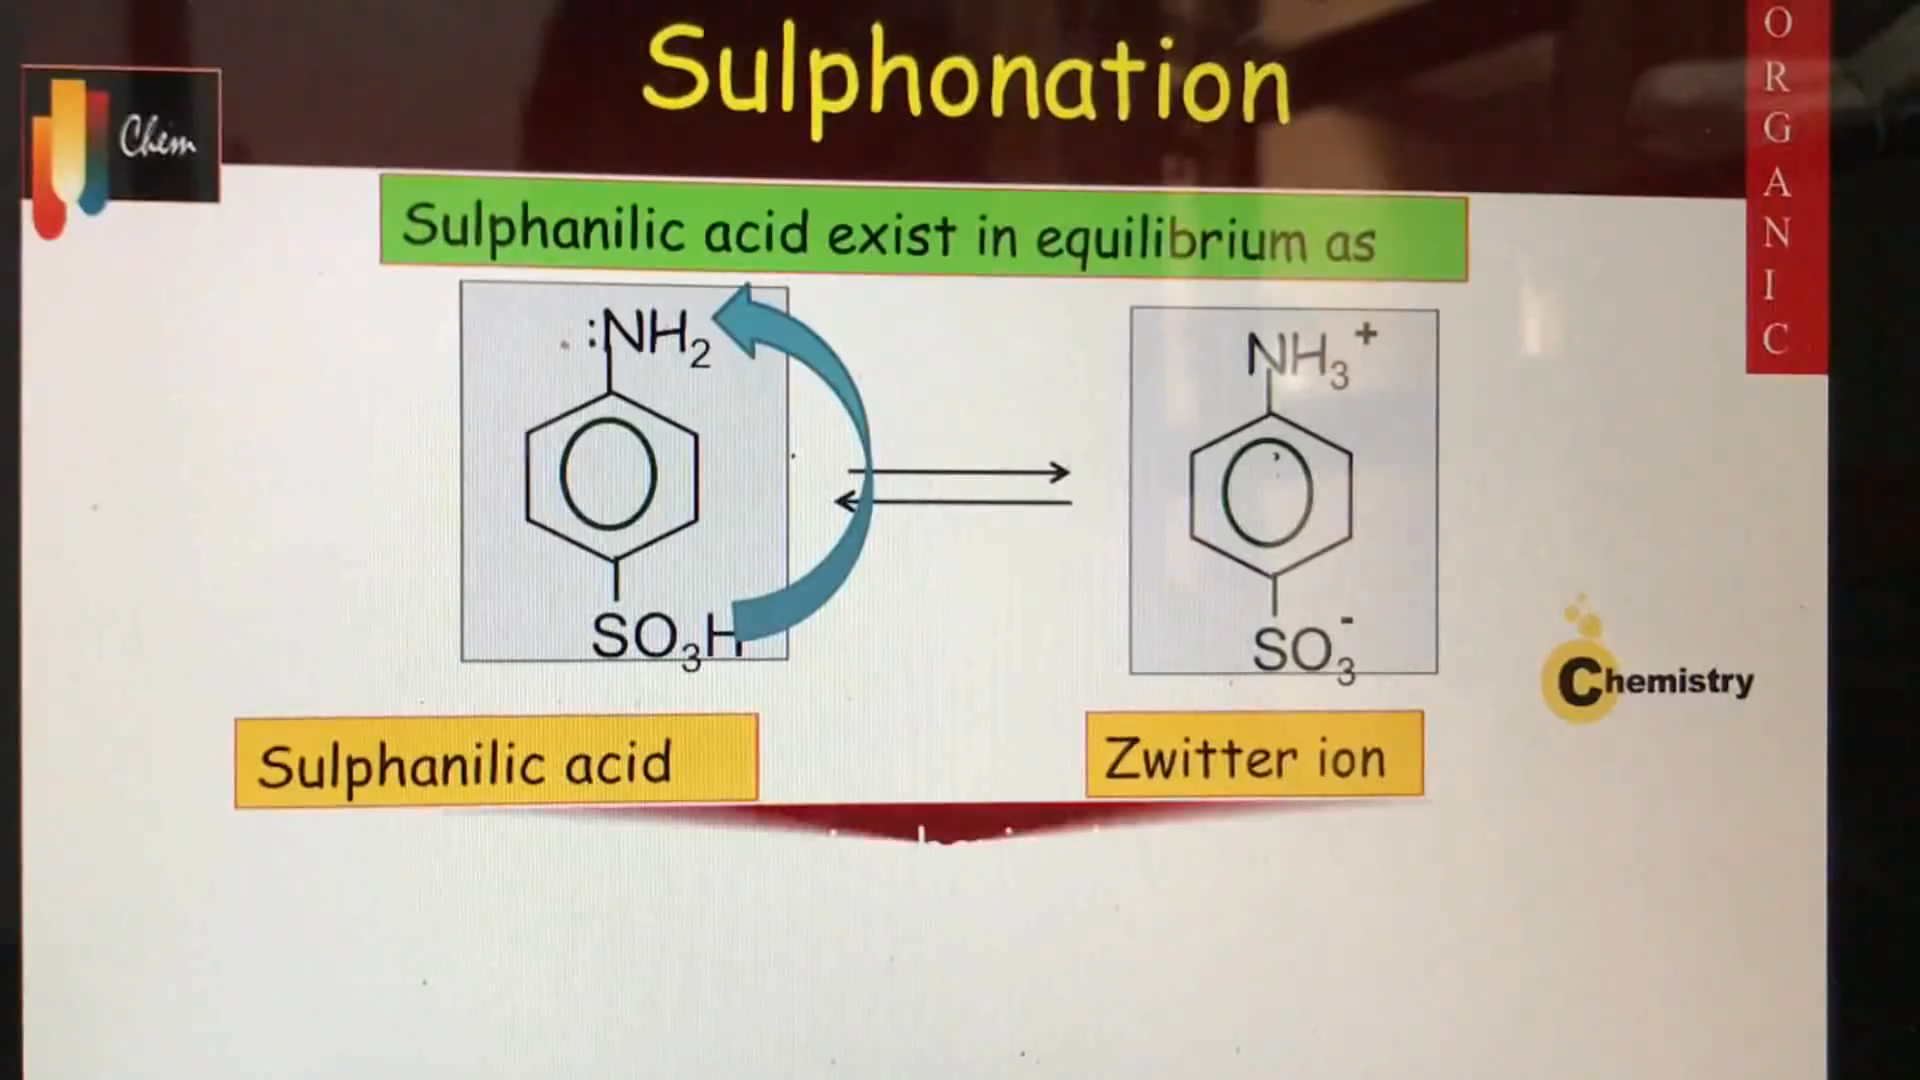 Sulphonation
Chem
ORGANIC
Sulphanilic acid exist in equilibrium as
:NH₂
SO₃H
NH₃⁺
SO₃⁻
Chemistry
Sulphanilic acid
Zwitter ion